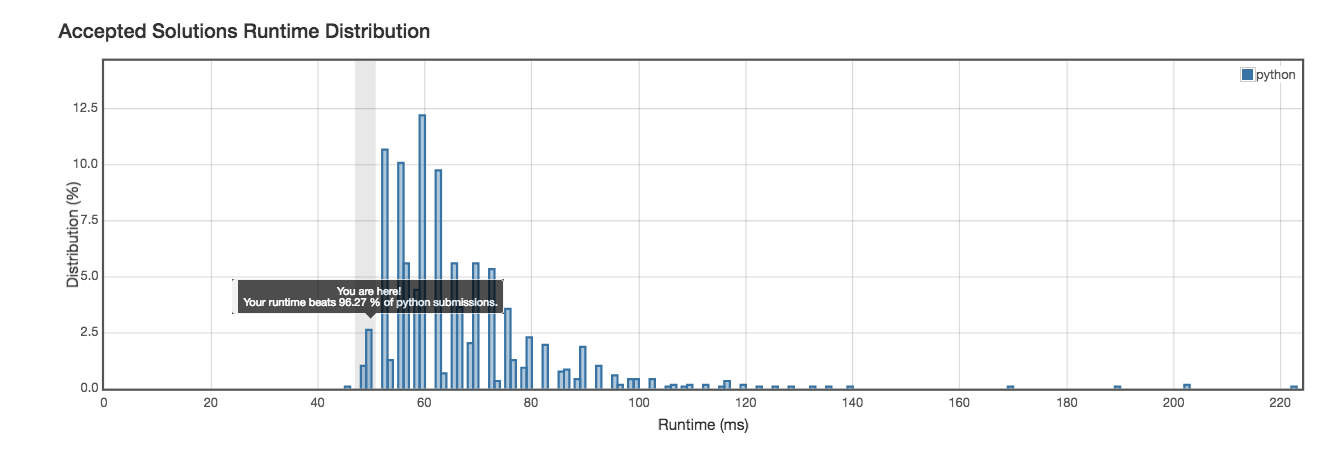 Accepted Solutions Runtime Distribution
python
12.5
10.0
7.5
5.0
2.5
0.0
Distribution (%)
You are here!
Your runtime beats 96.27 % of python submissions.
0 20 40 60 80 100 120 140 160 180 200 220
Runtime (ms)